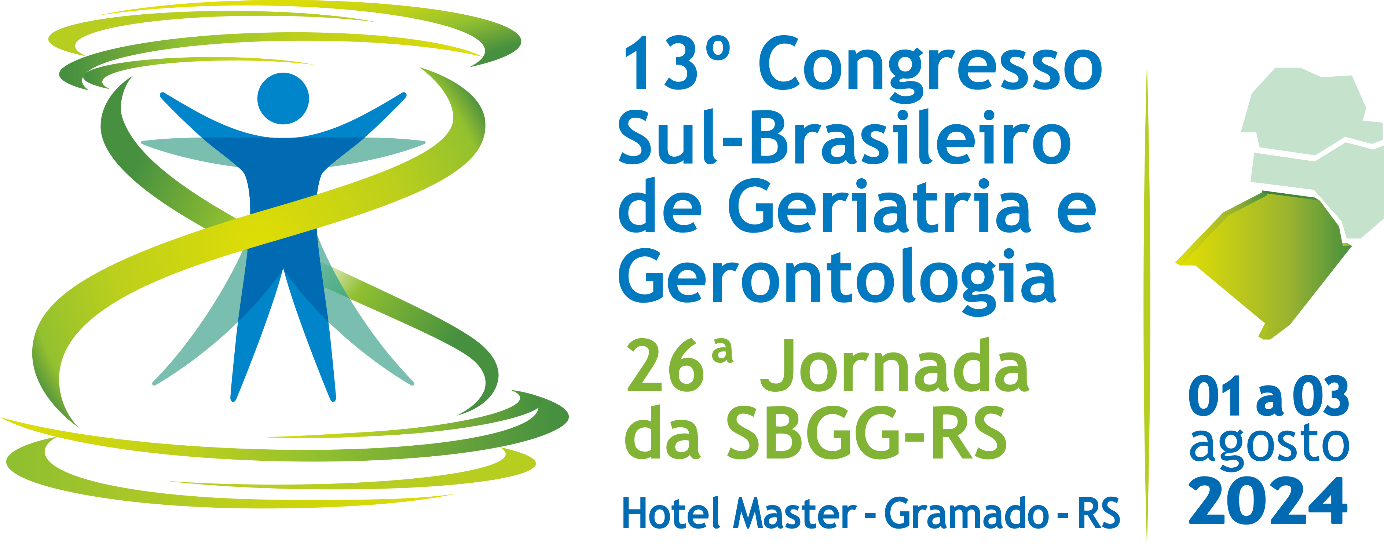 13º Congresso
Sul-Brasileiro
de Geriatria e
Gerontologia
26ª Jornada
da SBGG-RS
Hotel Master - Gramado - RS
01 a 03
agosto
2024